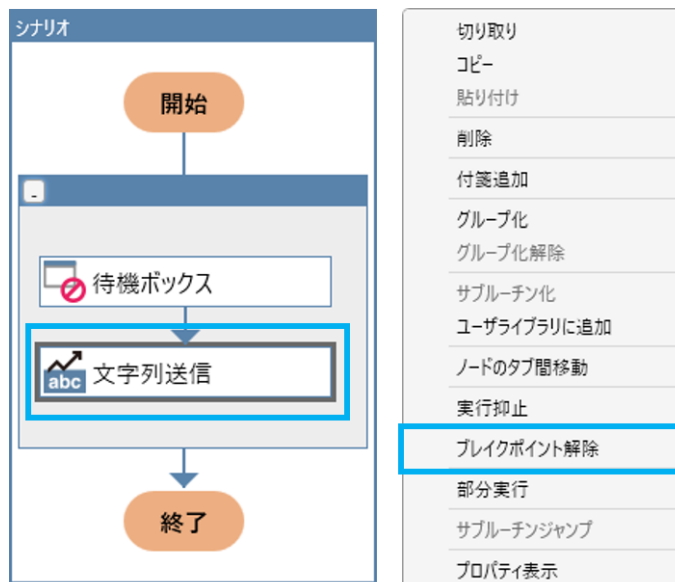 シナリオ
開始
-
待機ボックス
abc
文字列送信
終了
切り取り
コピー
貼り付け
削除
付箋追加
グループ化
グループ化解除
サブルーチン化
ユーザライブラリに追加
ノードのタブ間移動
実行抑止
ブレイクポイント解除
部分実行
サブルーチンジャンプ
プロパティ表示